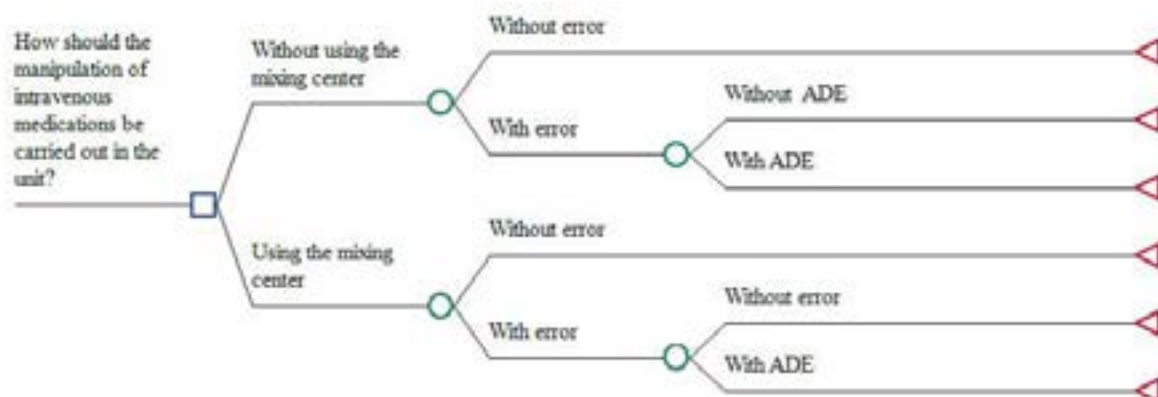 How should the
manipulation of
intravenous
medications be
carried out in the
unit?
Without using the
mixing center
Without error
With error
Without ADE
With ADE
Using the mixing
center
Without error
With error
Without error
With ADE